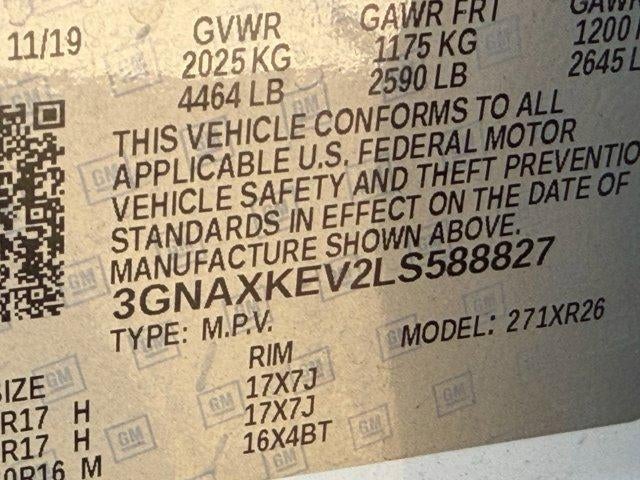 11/19
GVWR
GAWR FRT
2025 KG
1175 KG
1200
4464 LB
2590 LB
2645
THIS VEHICLE CONFORMS TO ALL
APPLICABLE U.S. FEDERAL MOTOR
VEHICLE SAFETY AND THEFT PREVENTIO
STANDARDS IN EFFECT ON THE DATE OF
MANUFACTURE SHOWN ABOVE.
3GNAXKEV2LS588827
TYPE: M.P.V.
MODEL: 271XR26
SIZE
RIM
R17 H
17X7J
R17 H
17X7J
0R16 M
16X4BT